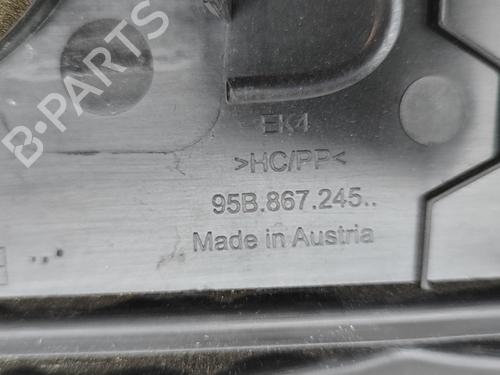 B-PARTS
EK4
>HC/PP<
95B.867.245..
Made in Austria